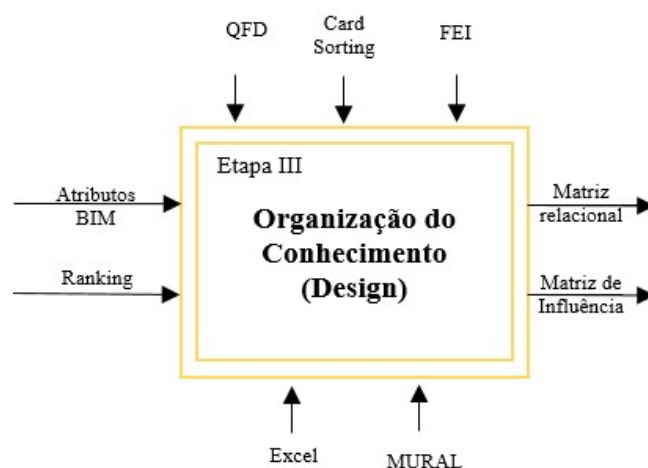 QFD
Card
Sorting
FEI
Etapa III
Atributos
BIM
Organização do
Conhecimento
(Design)
Matriz
relacional
Ranking
Matriz de
Influência
Excel
MURAL